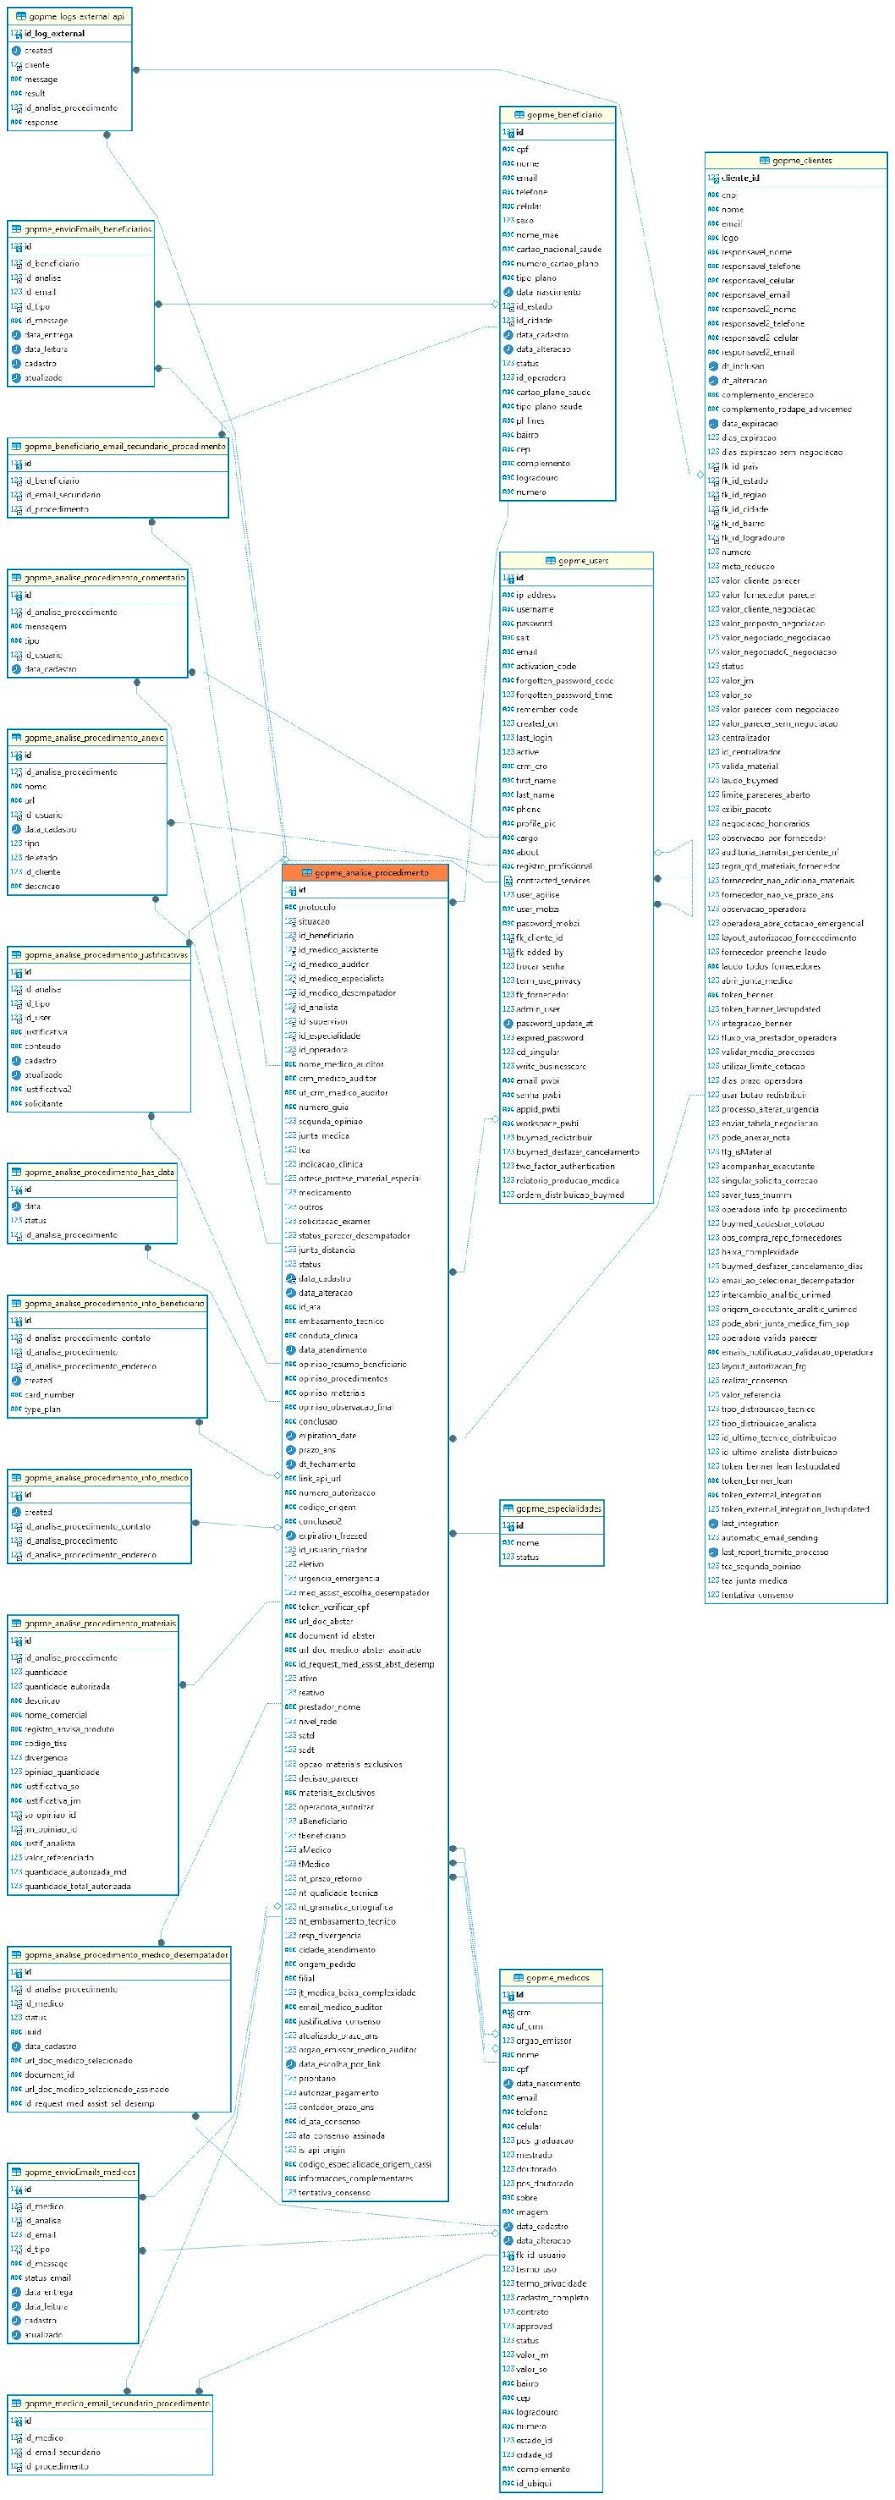 gopme_logs_external_api
id_log_external
created
cliente
message
result
id_analise_procedimento
response
gopme_envioEmails_beneficiarios
id
id_beneficiario
id_analise
id_email
id_tipo
id_message
data_entrega
data_leitura
cadastro
atualizado
gopme_beneficiario_email_secundario_procedimento
id
id_beneficiario
id_email_secundario
id_procedimento
gopme_analise_procedimento_comentario
id
id_analise_procedimento
mensagem
tipo
id_usuario
data_cadastro
gopme_analise_procedimento_anexo
id
id_analise_procedimento
nome
url
id_usuario
data_cadastro
tipo
deletado
id_cliente
descricao
gopme_analise_procedimento_justificativas
id
id_analise
id_tipo
id_user
justificativa
conteudo
cadastro
atualizado
justificativa2
solicitante
gopme_analise_procedimento_has_data
id
data
status
id_analise_procedimento
gopme_analise_procedimento_info_beneficiario
id
id_analise_procedimento_contato
id_analise_procedimento
id_analise_procedimento_endereco
created
card_number
type_plan
gopme_analise_procedimento_info_medico
id
created
id_analise_procedimento_contato
id_analise_procedimento
id_analise_procedimento_endereco
gopme_analise_procedimento_materiais
id
id_analise_procedimento
quantidade
quantidade_autorizada
descricao
nome_comercial
registro_anvisa_produto
codigo_tiss
divergencia
opiniao_quantidade
justificativa_so
justificativa_jm
so_opiniao_id
jm_opiniao_id
justif_analista
valor_referenciado
quantidade_autorizada_rnd
quantidade_total_autorizada
gopme_analise_procedimento_medico_desempatador
id
id_analise_procedimento
id_medico
status
uuid
data_cadastro
url_doc_medico_selecionado
document_id
url_doc_medico_selecionado_assinado
id_request_med_assist_sel_desemp
gopme_envioEmails_medicos
id
id_medico
id_analise
id_email
id_tipo
id_message
status_email
data_entrega
data_leitura
cadastro
atualizado
gopme_medico_email_secundario_procedimento
id
id_medico
id_email_secundario
id_procedimento
gopme_analise_procedimento
id
protocolo
situacao
id_beneficiario
id_medico_assistente
id_medico_auditor
id_medico_especialista
id_medico_desempatador
id_analista
id_supervisor
id_especialidade
id_operadora
nome_medico_auditor
crm_medico_auditor
uf_crm_medico_auditor
numero_guia
segunda_opiniao
junta_medica
tea
indicacao_clinica
ortese_protese_material_especial
medicamento
outros
solicitacao_exames
status_parecer_desempatador
junta_distancia
status
data_cadastro
data_alteracao
id_ata
embasamento_tecnico
conduta_clinica
data_atendimento
opiniao_resumo_beneficiario
opiniao_procedimentos
opiniao_materiais
opiniao_observacao_final
conclusao
expiration_date
prazo_ans
dt_fechamento
link_api_url
numero_autorizacao
codigo_origem
conclusao2
expiration_freezed
id_usuario_criador
eletivo
urgencia_emergencia
med_assist_escolha_desempatador
token_verificar_cpf
url_doc_abster
document_id_abster
url_doc_medico_abster_assinado
id_request_med_assist_abst_desemp
ativo
reativo
prestador_nome
nivel_rede
satd
sadt
opcao_materiais_exclusivos
decisao_parecer
materiais_exclusivos
operadora_autorizar
aBeneficiario
tBeneficiario
aMedico
tMedico
nt_prazo_retorno
nt_qualidade_tecnica
nt_gramatica_ortografica
nt_embasamento_tecnico
resp_divergencia
cidade_atendimento
origem_pedido
filial
jt_medica_baixa_complexidade
email_medico_auditor
justificativa_consenso
atualizado_prazo_ans
orgao_emissor_medico_auditor
data_escolha_por_link
prioritario
autorizar_pagamento
contador_prazo_ans
id_ata_consenso
ata_consenso_assinada
is_api_origin
codigo_especialidade_origem_cassi
informacoes_complementares
tentativa_consenso
gopme_beneficiario
id
cpf
nome
email
telefone
celular
sexo
nome_mae
cartao_nacional_saude
numero_cartao_plano
tipo_plano
data_nascimento
id_estado
id_cidade
data_cadastro
data_alteracao
status
id_operadora
cartao_plano_saude
tipo_plano_saude
pl_fines
bairro
cep
complemento
logradouro
numero
gopme_users
id
ip_address
username
password
salt
email
activation_code
forgotten_password_code
forgotten_password_time
remember_code
created_on
last_login
active
crm_cro
first_name
last_name
phone
profile_pic
cargo
about
registro_profissional
contracted_services
user_agilise
user_mobzi
password_mobzi
fk_cliente_id
fk_added_by
trocar_senha
term_use_privacy
fk_fornecedor
admin_user
password_update_at
expired_password
cd_singular
write_businesscare
email_pwbi
senha_pwbi
appid_pwbi
workspace_pwbi
buymed_redistribuir
buymed_desfazer_cancelamento
two_factor_authentication
relatorio_producao_medica
ordem_distribuicao_buymed
gopme_especialidades
id
nome
status
gopme_medicos
id
crm
uf_crm
orgao_emissor
nome
cpf
data_nascimento
email
telefone
celular
pos_graduacao
mestrado
doutorado
pos_doutorado
sobre
imagem
data_cadastro
data_alteracao
fk_id_usuario
termo_uso
termo_privacidade
cadastro_completo
contrato
approved
status
valor_jm
valor_so
bairro
cep
logradouro
numero
estado_id
cidade_id
complemento
id_ubiqui
gopme_clientes
cliente_id
cnpj
nome
email
logo
responsavel_nome
responsavel_telefone
responsavel_celular
responsavel_email
responsavel2_nome
responsavel2_telefone
responsavel2_celular
responsavel2_email
dt_inclusao
dt_alteracao
complemento_endereco
complemento_rodape_adivicemed
data_expiracao
dias_expiracao
dias_expiracao_sem_negociacao
fk_id_pais
fk_id_estado
fk_id_regiao
fk_id_cidade
fk_id_bairro
fk_id_logradouro
numero
meta_reducao
valor_cliente_parecer
valor_fornecedor_parecer
valor_cliente_negociacao
valor_proposto_negociacao
valor_negociado_negociacao
valor_negociadoC_negociacao
status
valor_jm
valor_so
valor_parecer_com_negociacao
valor_parecer_sem_negociacao
centralizador
id_centralizador
valida_material
laudo_buymed
limite_pareceres_aberto
exibir_pacote
negociacao_honorarios
observacao_por_fornecedor
auditoria_tramitar_pendente_nf
regra_qtd_materiais_fornecedor
fornecedor_nao_adiciona_materiais
fornecedor_nao_ve_prazo_ans
observacao_operadora
operadora_abre_cotacao_emergencial
layout_autorizacao_fornecedimento
fornecedor_preenche_laudo
laudo_todos_fornecedores
abrir_junta_medica
token_benner
token_banner_lastupdated
integracao_benner
fluxo_via_prestador_operadora
validar_media_processos
utilizar_limite_cotacao
dias_prazo_operadora
usar_botao_redistribuir
processo_alterar_urgencia
enviar_tabela_negociacao
pode_anexar_nota
flg_isMaterial
acompanhar_executante
singular_solicita_correcao
savar_tuss_tnumm
operadora_info_tp_procedimento
buymed_cadastrar_cotacao
obs_compra_repo_fornecedores
baixa_complexidade
buymed_desfazer_cancelamento_dias
email_ao_selecionar_desempatador
intercambio_analitic_unimed
origem_executante_analitic_unimed
pode_abrir_junta_medica_fim_sop
operadora_valida_parecer
emails_notificacao_validacao_operadora
layout_autorizacao_frg
realizar_consenso
valor_referencia
tipo_distribuicao_tecnico
tipo_distribuicao_analista
id_ultimo_tecnico_distribuicao
id_ultimo_analista_distribuicao
token_benner_lean_lastupdated
token_benner_lean
token_external_integration
token_external_integration_lastupdated
last_integration
automatic_email_sending
last_report_tramite_processo
tea_segunda_opiniao
tea_junta_medica
tentativa_consenso